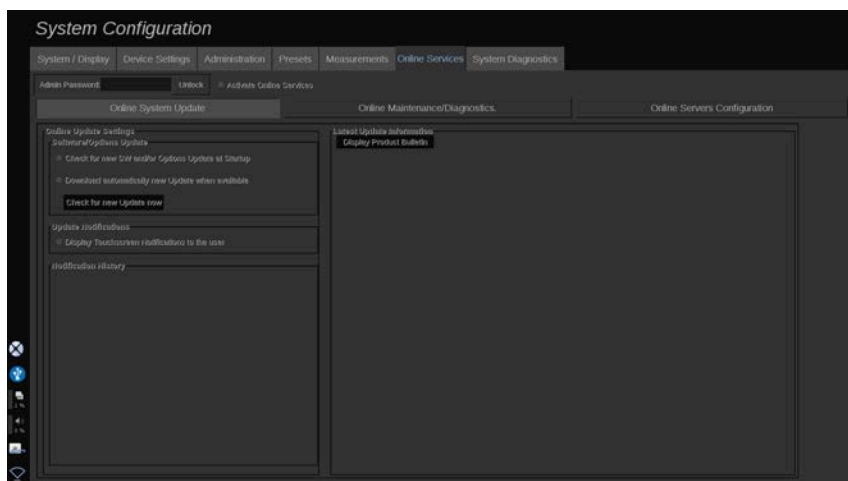 System Configuration
System / Display Device Settings Administration Presets Measurements Online Services System Diagnostics
Admin Password: Unlock Activate Online Services
Online System Update Online Maintenance/Diagnostics. Online Servers Configuration
Online Update Settings
Software/Options Update
Check for new SW and/or Options Update at Startup
Download automatically new Update when available
Check for new Update now
Update Notifications
Display Touchscreen Notifications to the user
Notification History
Latest Update Information
Display Product Bulletin